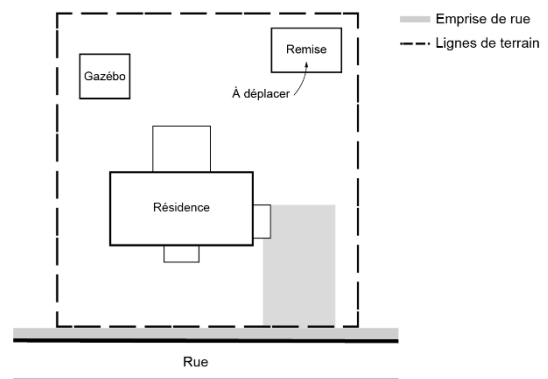 Emprise de rue
Lignes de terrain
Remise
Gazébo
À déplacer
Résidence
Rue